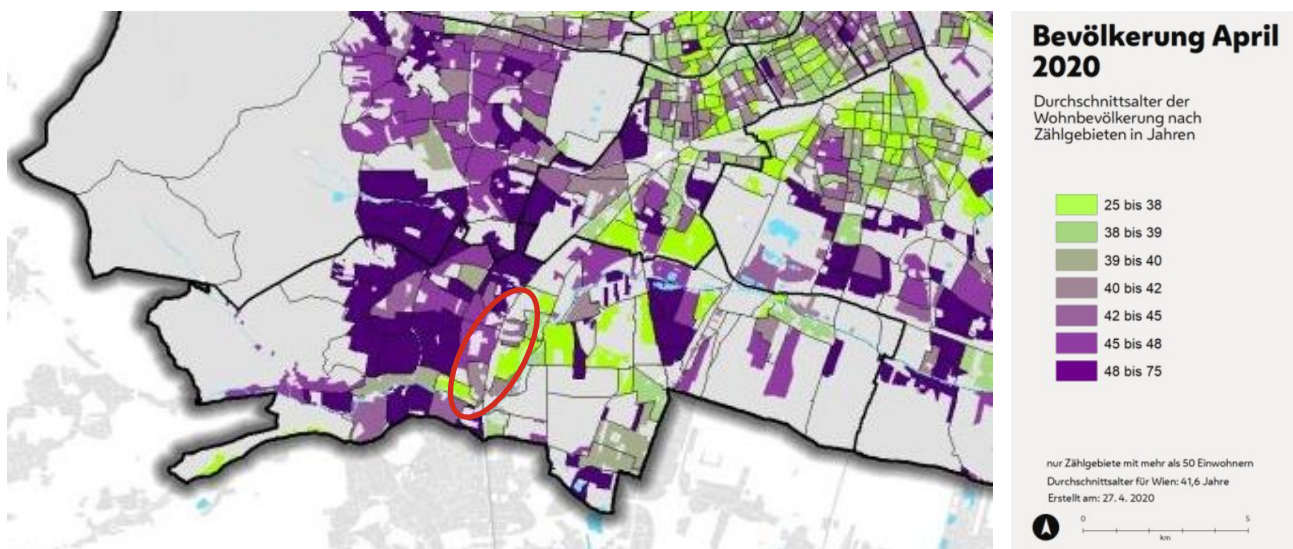 Bevölkerung April
2020
Durchschnittsalter der
Wohnbevölkerung nach
Zählgebieten in Jahren
25 bis 38
38 bis 39
39 bis 40
40 bis 42
42 bis 45
45 bis 48
48 bis 75
nur Zählgebiete mit mehr als 50 Einwohnern
Durchschnittsalter für Wien: 41,6 Jahre
Erstellt am: 27. 4. 2020
0 5
km